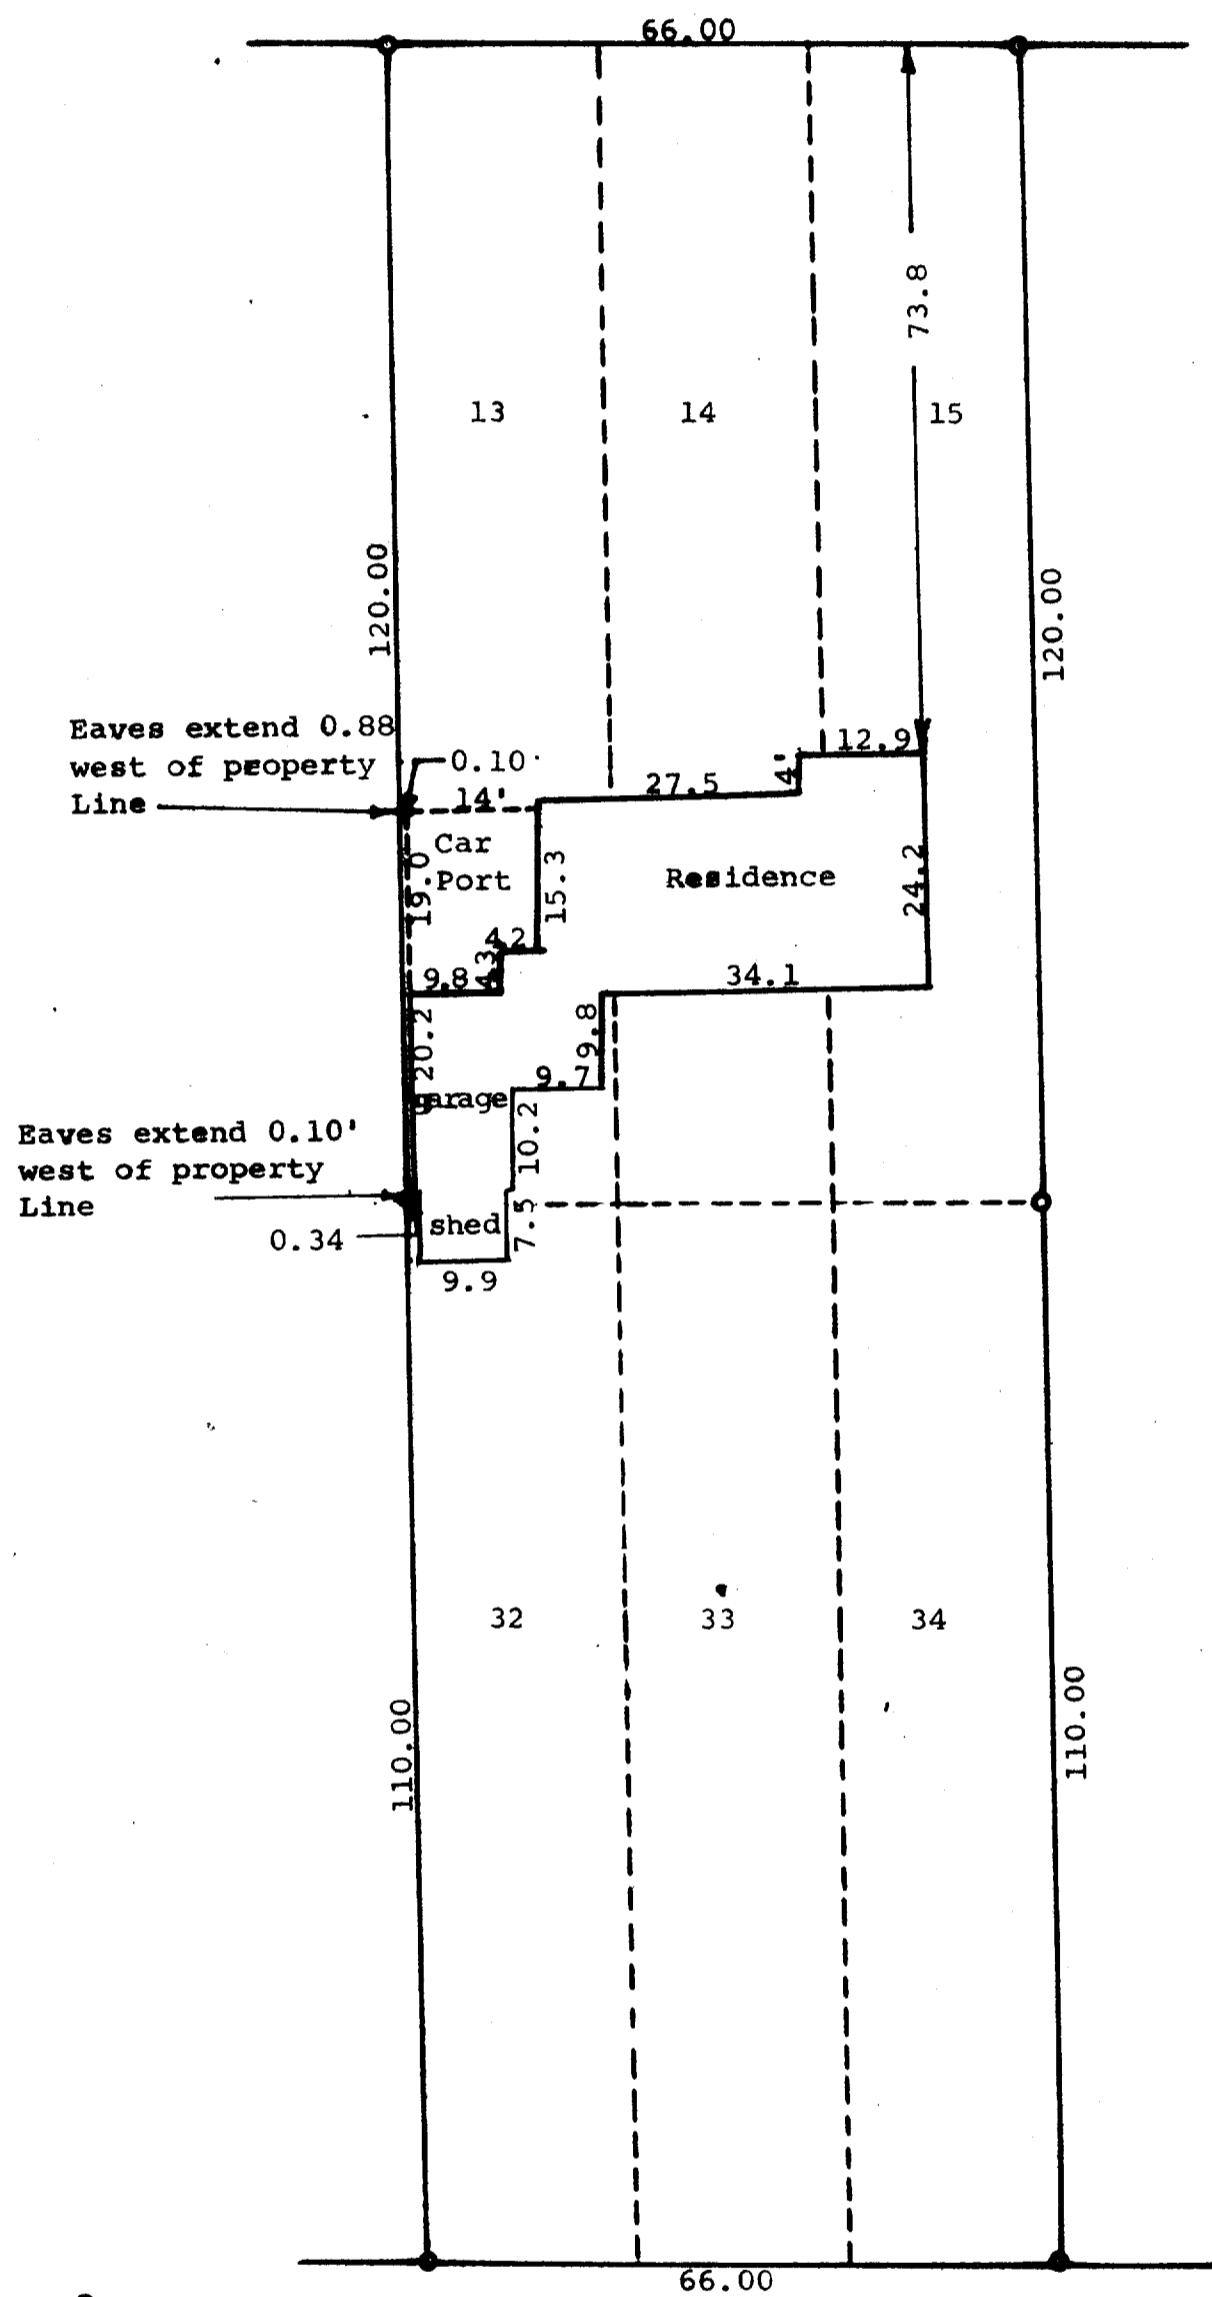 66.00
73.8
13
14
15
120.00
120.00
Eaves extend 0.88
west of property
Line
0.10
14'
27.5
4'
12.9
Car
Port
19.0
15.3
Residence
24.2
4.2
4.3
9.8
34.1
20.2
9.8
9.7
garage
10.2
Eaves extend 0.10'
west of property
Line
0.34
shed
7.5
9.9
32
33
34
110.00
110.00
66.00